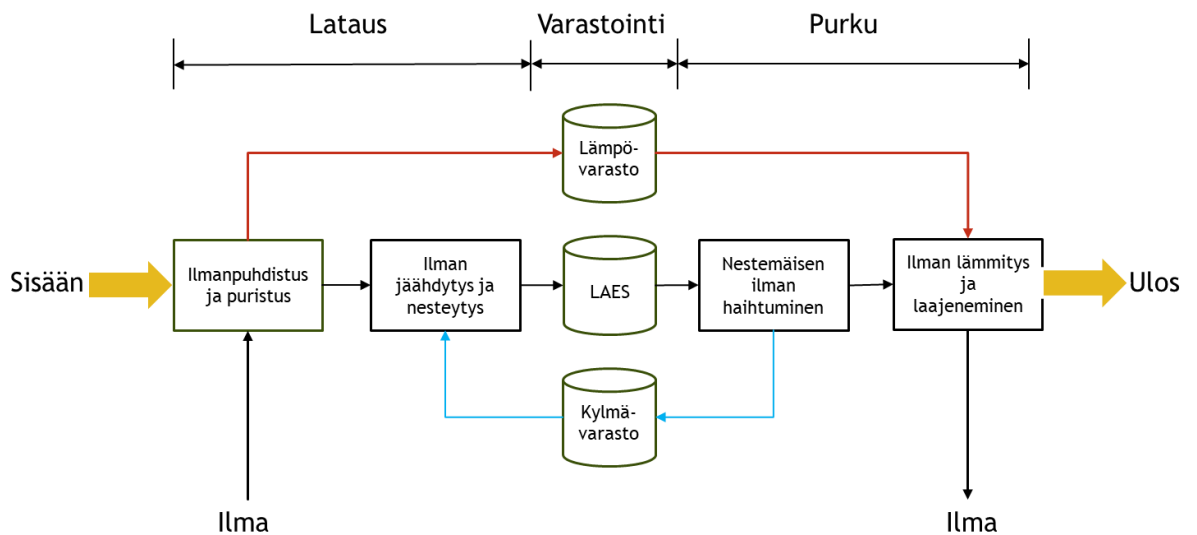 Lataus
Varastointi
Purku
Lämpö-
varasto
Sisään
Ilmanpuhdistus
ja puristus
Ilman
jäähdytys ja
nesteytys
LAES
Nestemäisen
ilman
haihtuminen
Ilman lämmitys
ja
laajeneminen
Ulos
Kylmä-
varasto
Ilma
Ilma